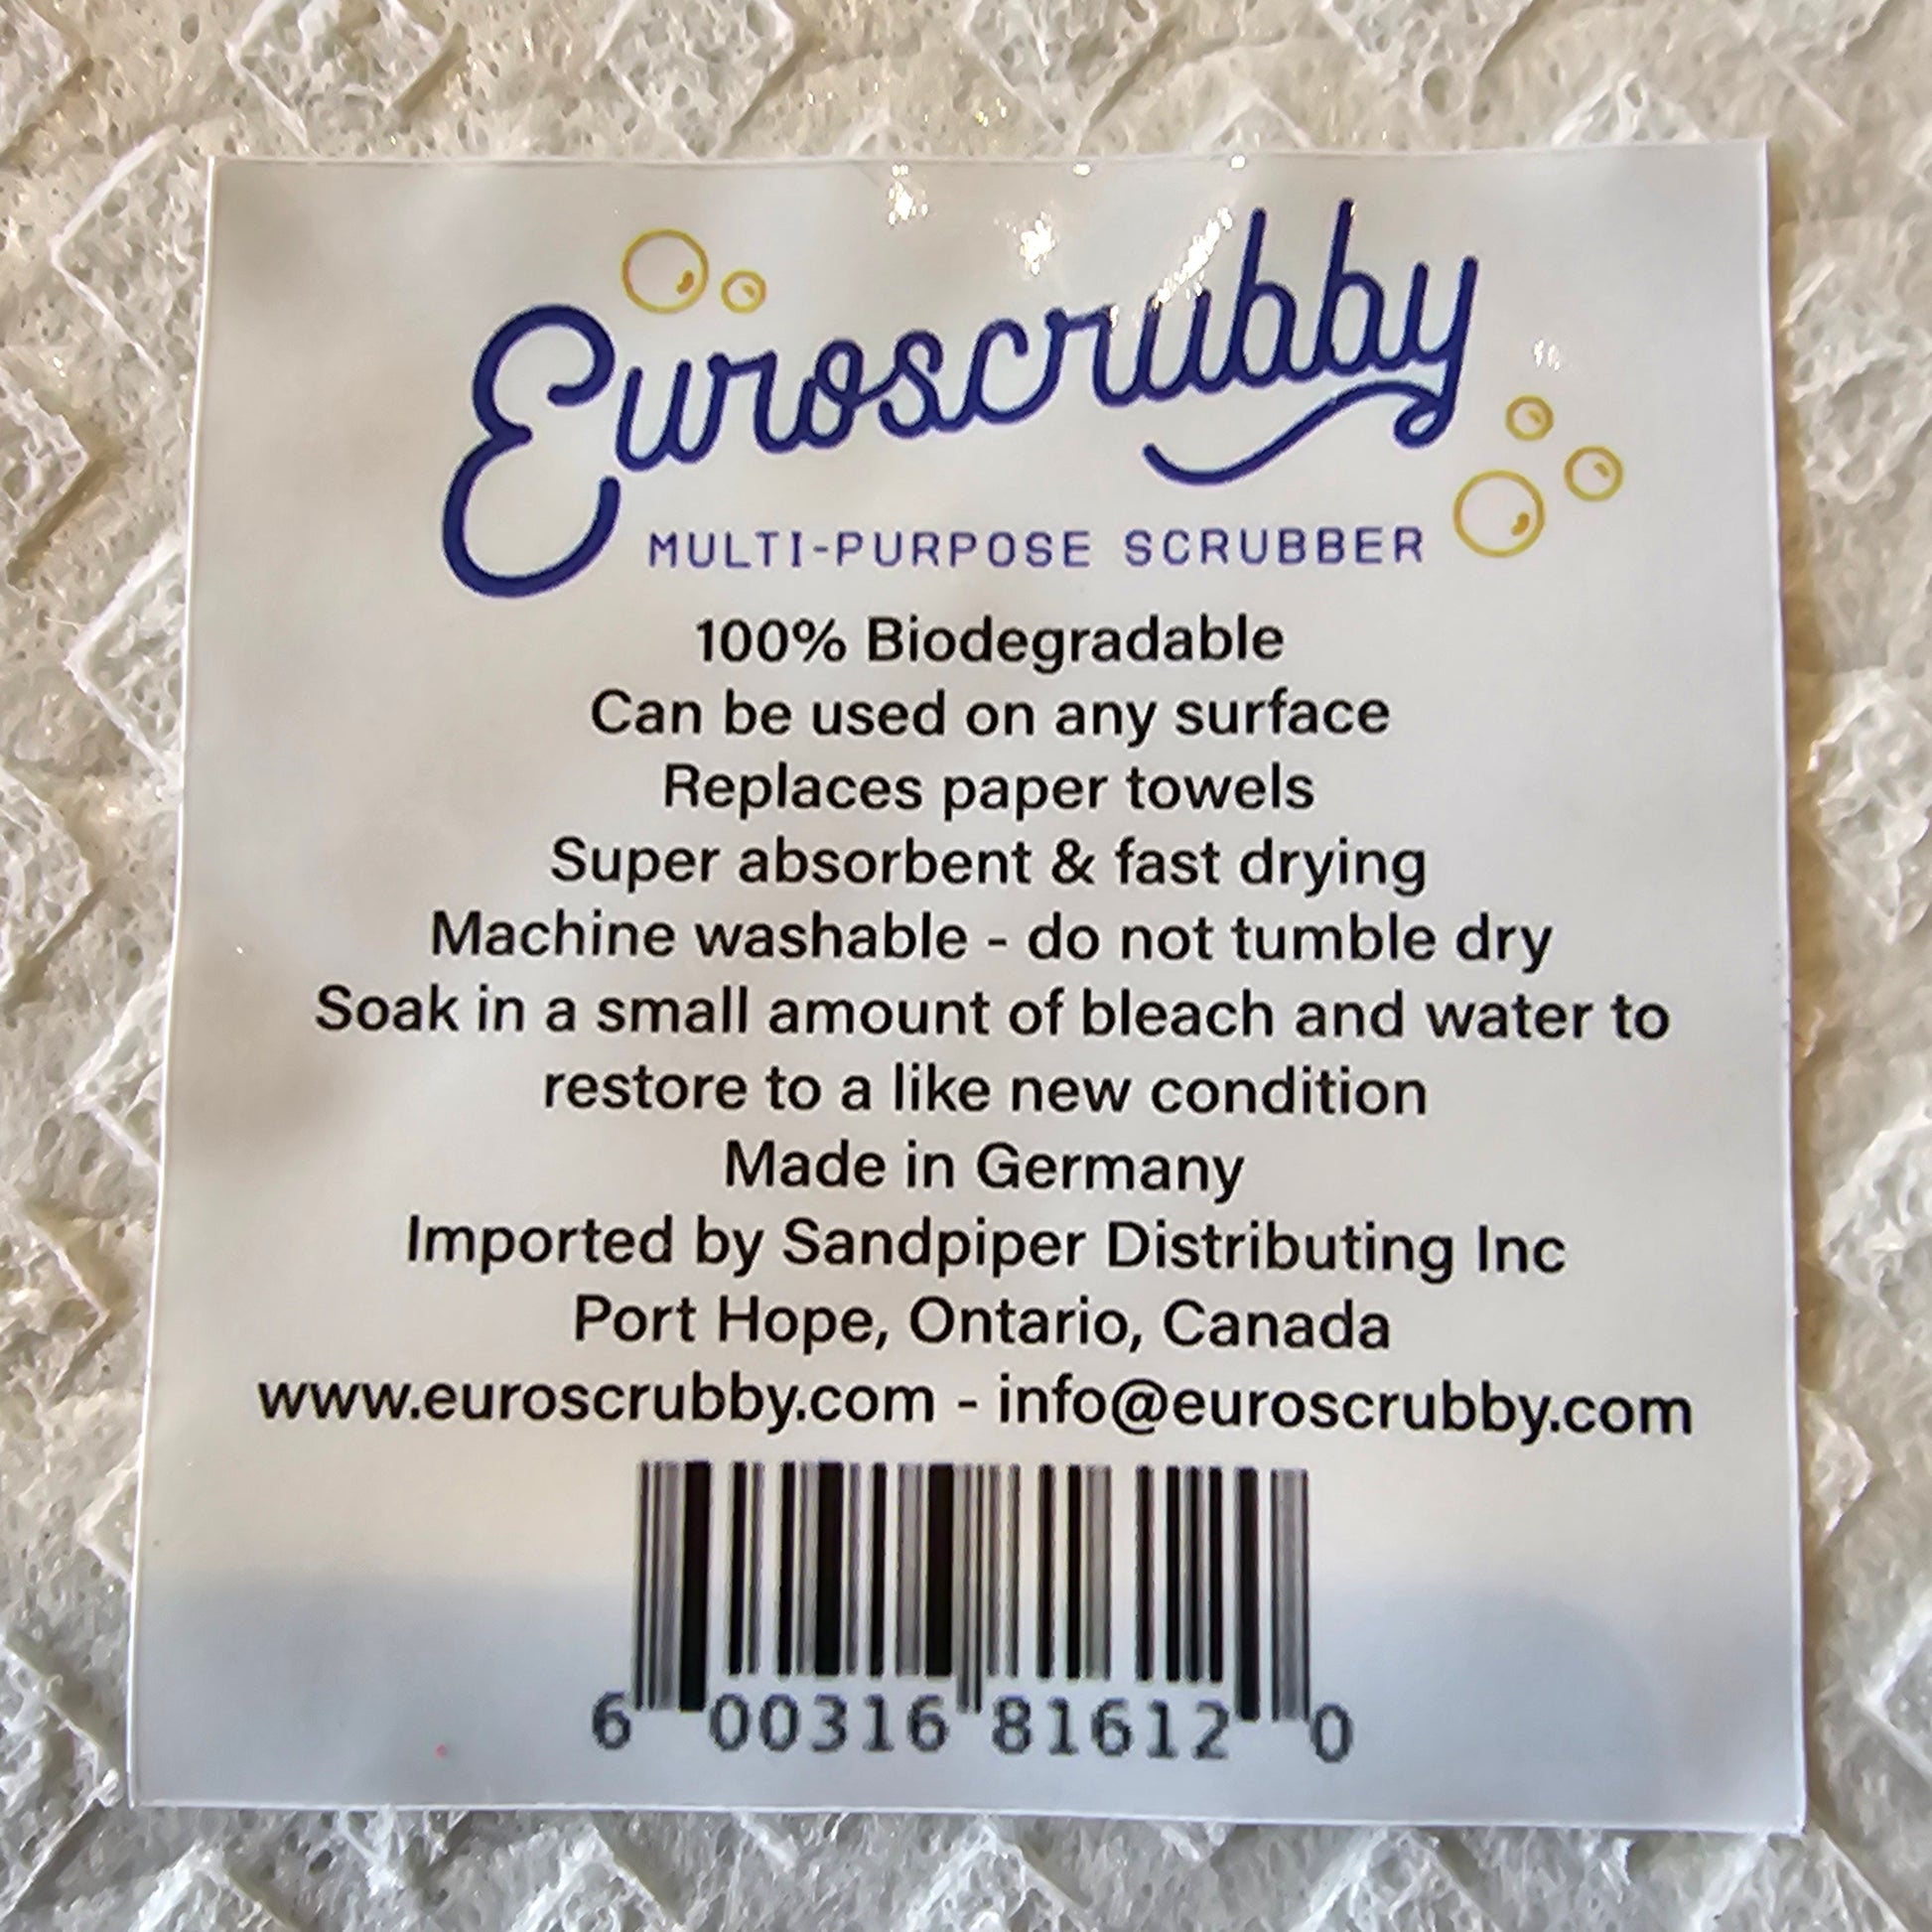 Euroscrubby
MULTI-PURPOSE SCRUBBER
100% Biodegradable
Can be used on any surface
Replaces paper towels
Super absorbent & fast drying
Machine washable - do not tumble dry
Soak in a small amount of bleach and water to
restore to a like new condition
Made in Germany
Imported by Sandpiper Distributing Inc
Port Hope, Ontario, Canada
www.euroscrubby.com - info@euroscrubby.com
6 00316 81612 0